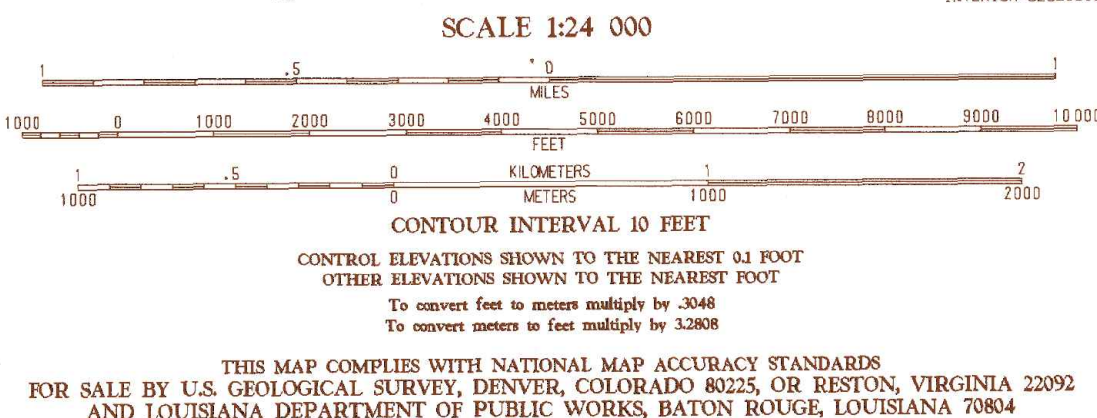 SCALE 1:24 000
1 .5 0 1
MILES
1000 0 1000 2000 3000 4000 5000 6000 7000 8000 9000 10 000
FEET
1 .5 0 KILOMETERS 1 2
1000 0 METERS 1000 2000
CONTOUR INTERVAL 10 FEET
CONTROL ELEVATIONS SHOWN TO THE NEAREST 0.1 FOOT
OTHER ELEVATIONS SHOWN TO THE NEAREST FOOT
To convert feet to meters multiply by .3048
To convert meters to feet multiply by 3.2808
THIS MAP COMPLIES WITH NATIONAL MAP ACCURACY STANDARDS
FOR SALE BY U.S. GEOLOGICAL SURVEY, DENVER, COLORADO 80225, OR RESTON, VIRGINIA 22092
AND LOUISIANA DEPARTMENT OF PUBLIC WORKS, BATON ROUGE, LOUISIANA 70804